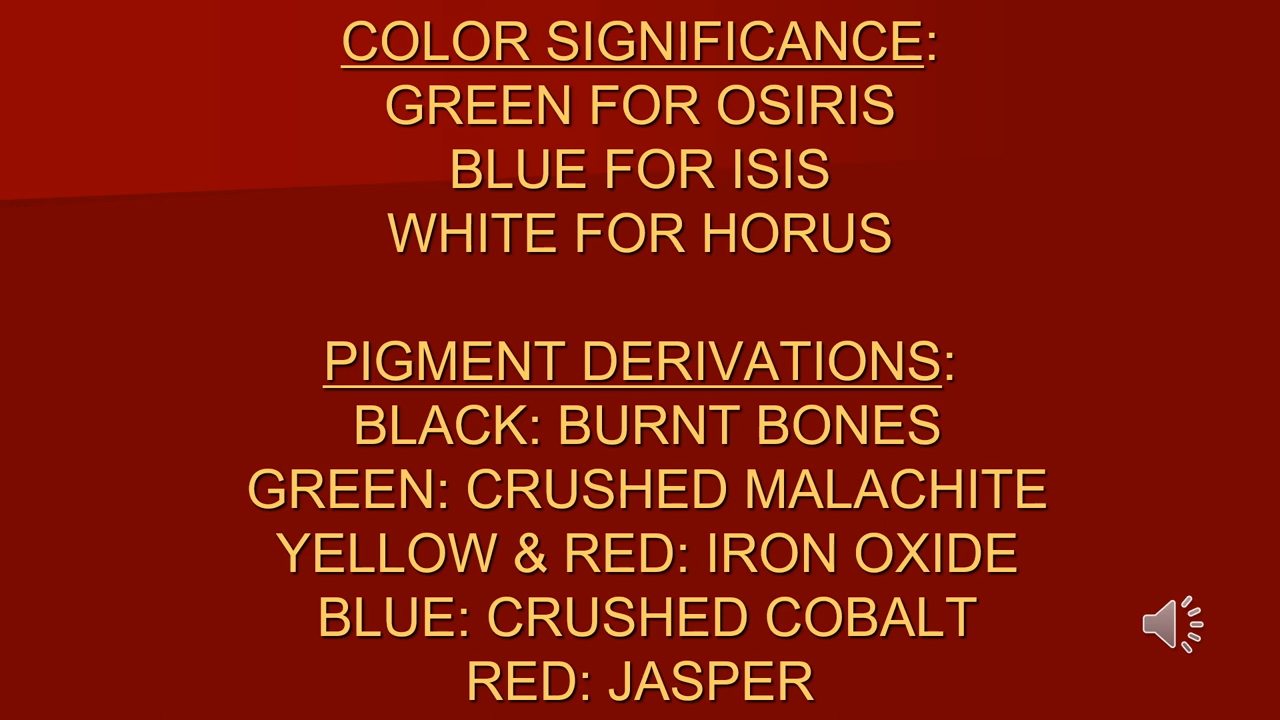 COLOR SIGNIFICANCE:
GREEN FOR OSIRIS
BLUE FOR ISIS
WHITE FOR HORUS
PIGMENT DERIVATIONS:
BLACK: BURNT BONES
GREEN: CRUSHED MALACHITE
YELLOW & RED: IRON OXIDE
BLUE: CRUSHED COBALT
RED: JASPER